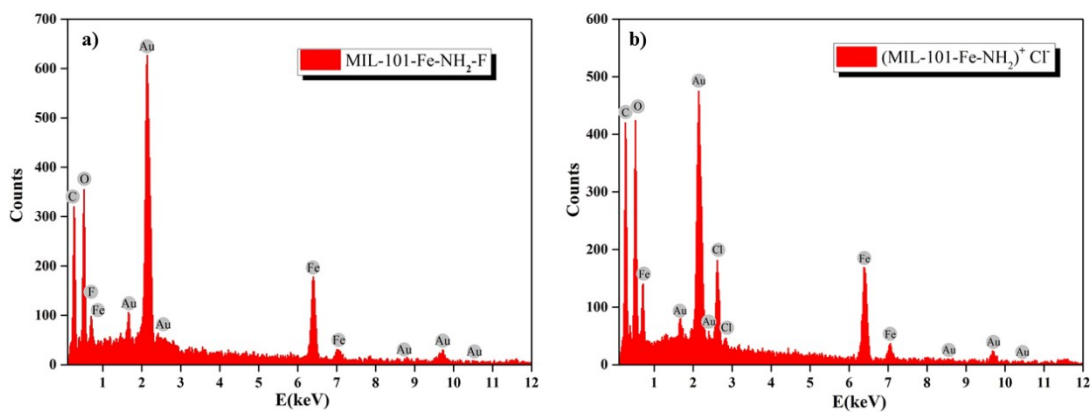 a)
MIL-101-Fe-NH₂-F
Counts
700
600
500
400
300
200
100
0
C
O
F
Fe
Au
Au
Au
Fe
Fe
Au
Au
Au
1 2 3 4 5 6 7 8 9 10 11 12
E(keV)
b)
(MIL-101-Fe-NH₂)⁺ Cl⁻
Counts
600
500
400
300
200
100
0
C
O
Fe
Au
Au
Au
Cl
Cl
Fe
Fe
Au
Au
Au
1 2 3 4 5 6 7 8 9 10 11 12
E(keV)